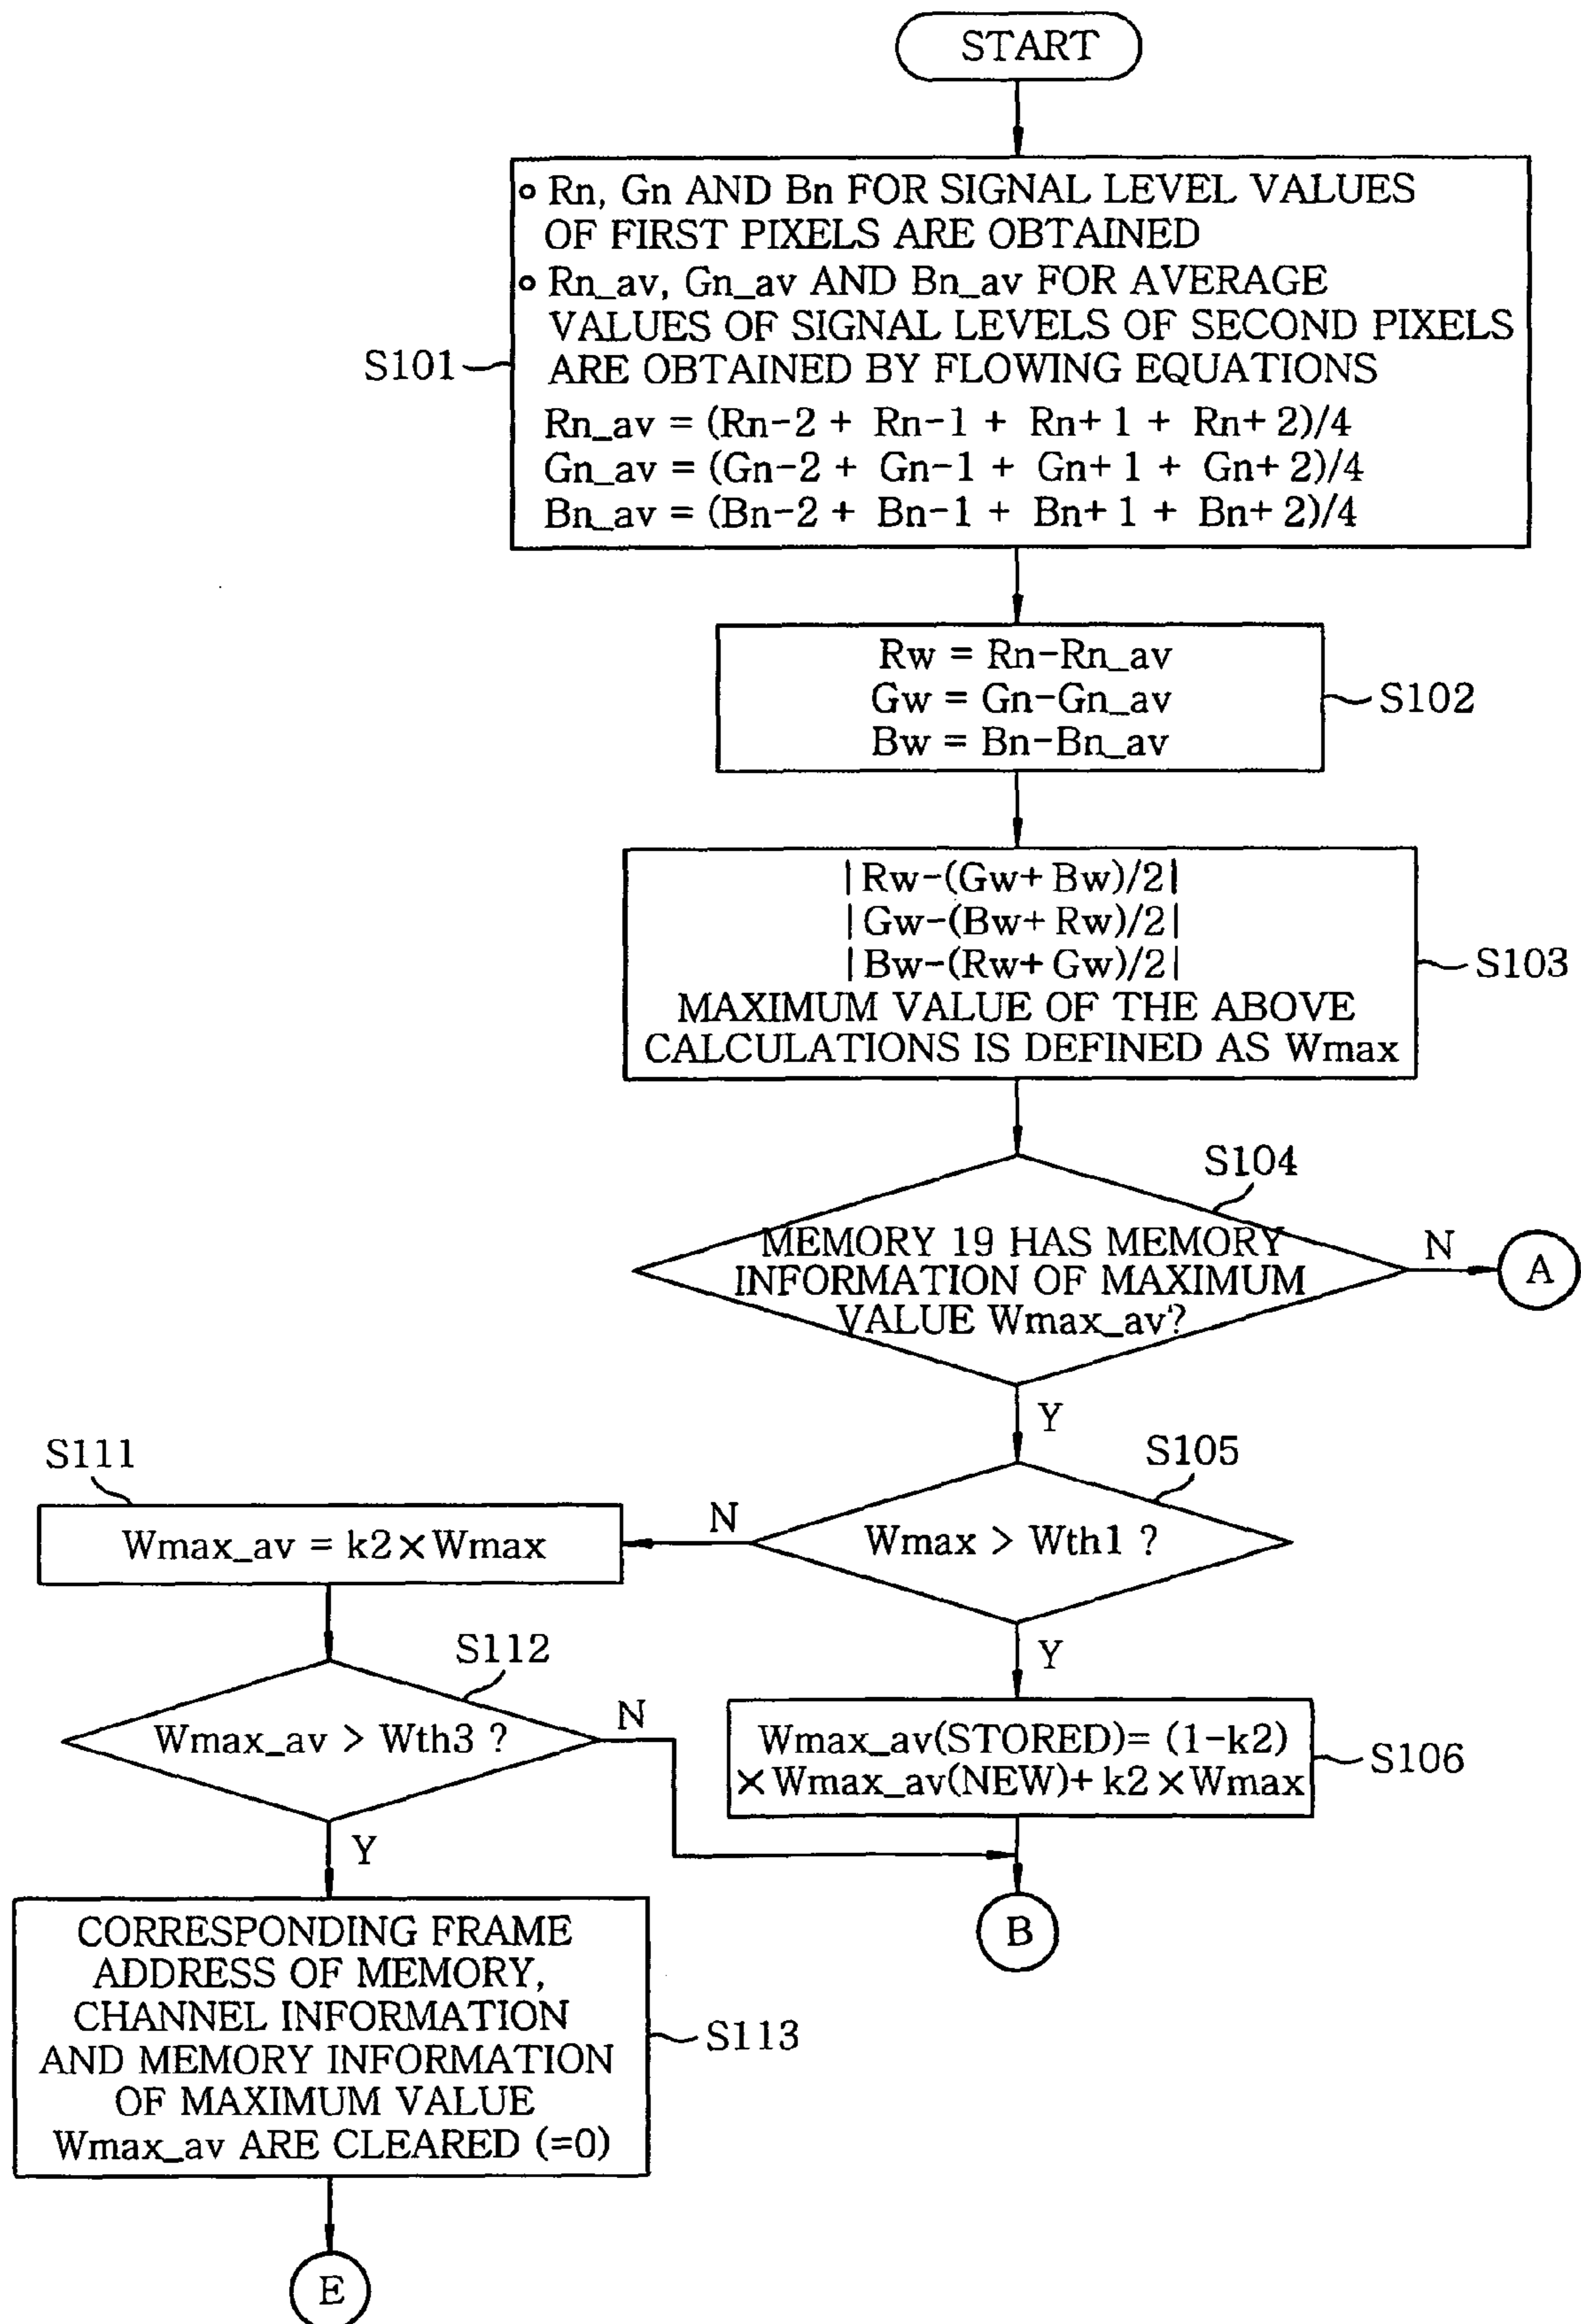 START
∘ Rn, Gn AND Bn FOR SIGNAL LEVEL VALUES
OF FIRST PIXELS ARE OBTAINED
∘ Rn_av, Gn_av AND Bn_av FOR AVERAGE
VALUES OF SIGNAL LEVELS OF SECOND PIXELS
ARE OBTAINED BY FLOWING EQUATIONS
Rn_av = (Rn-2 + Rn-1 + Rn+1 + Rn+2)/4
Gn_av = (Gn-2 + Gn-1 + Gn+1 + Gn+2)/4
Bn_av = (Bn-2 + Bn-1 + Bn+1 + Bn+2)/4
S101
Rw = Rn-Rn_av
Gw = Gn-Gn_av
Bw = Bn-Bn_av
S102
|Rw-(Gw+Bw)/2|
|Gw-(Bw+Rw)/2|
|Bw-(Rw+Gw)/2|
MAXIMUM VALUE OF THE ABOVE
CALCULATIONS IS DEFINED AS Wmax
S103
S104
MEMORY 19 HAS MEMORY
INFORMATION OF MAXIMUM
VALUE Wmax_av?
N
A
Y
S105
Wmax > Wth1 ?
N
S111
Wmax_av = k2×Wmax
Y
S112
Wmax_av > Wth3 ?
N
Wmax_av(STORED)= (1-k2)
×Wmax_av(NEW)+k2×Wmax
S106
B
Y
CORRESPONDING FRAME
ADDRESS OF MEMORY,
CHANNEL INFORMATION
AND MEMORY INFORMATION
OF MAXIMUM VALUE
Wmax_av ARE CLEARED (=0)
S113
E